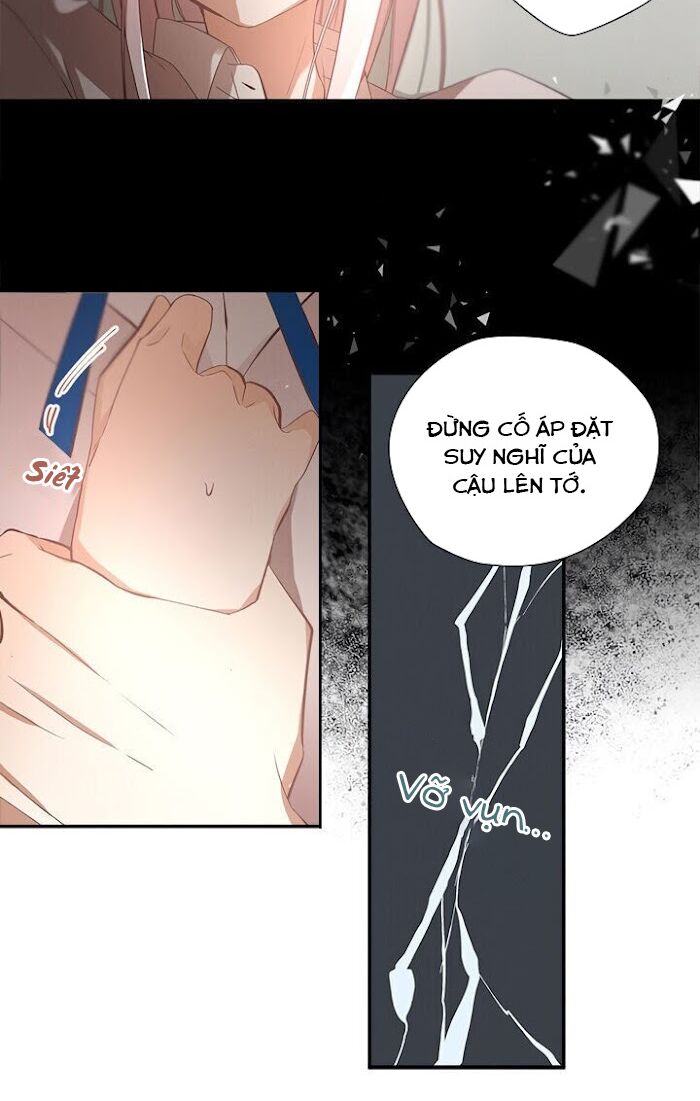 ĐỪNG CỐ ÁP ĐẶT
SUY NGHĨ CỦA
CẬU LÊN TỚ.
Siết
Vỡ vụn...